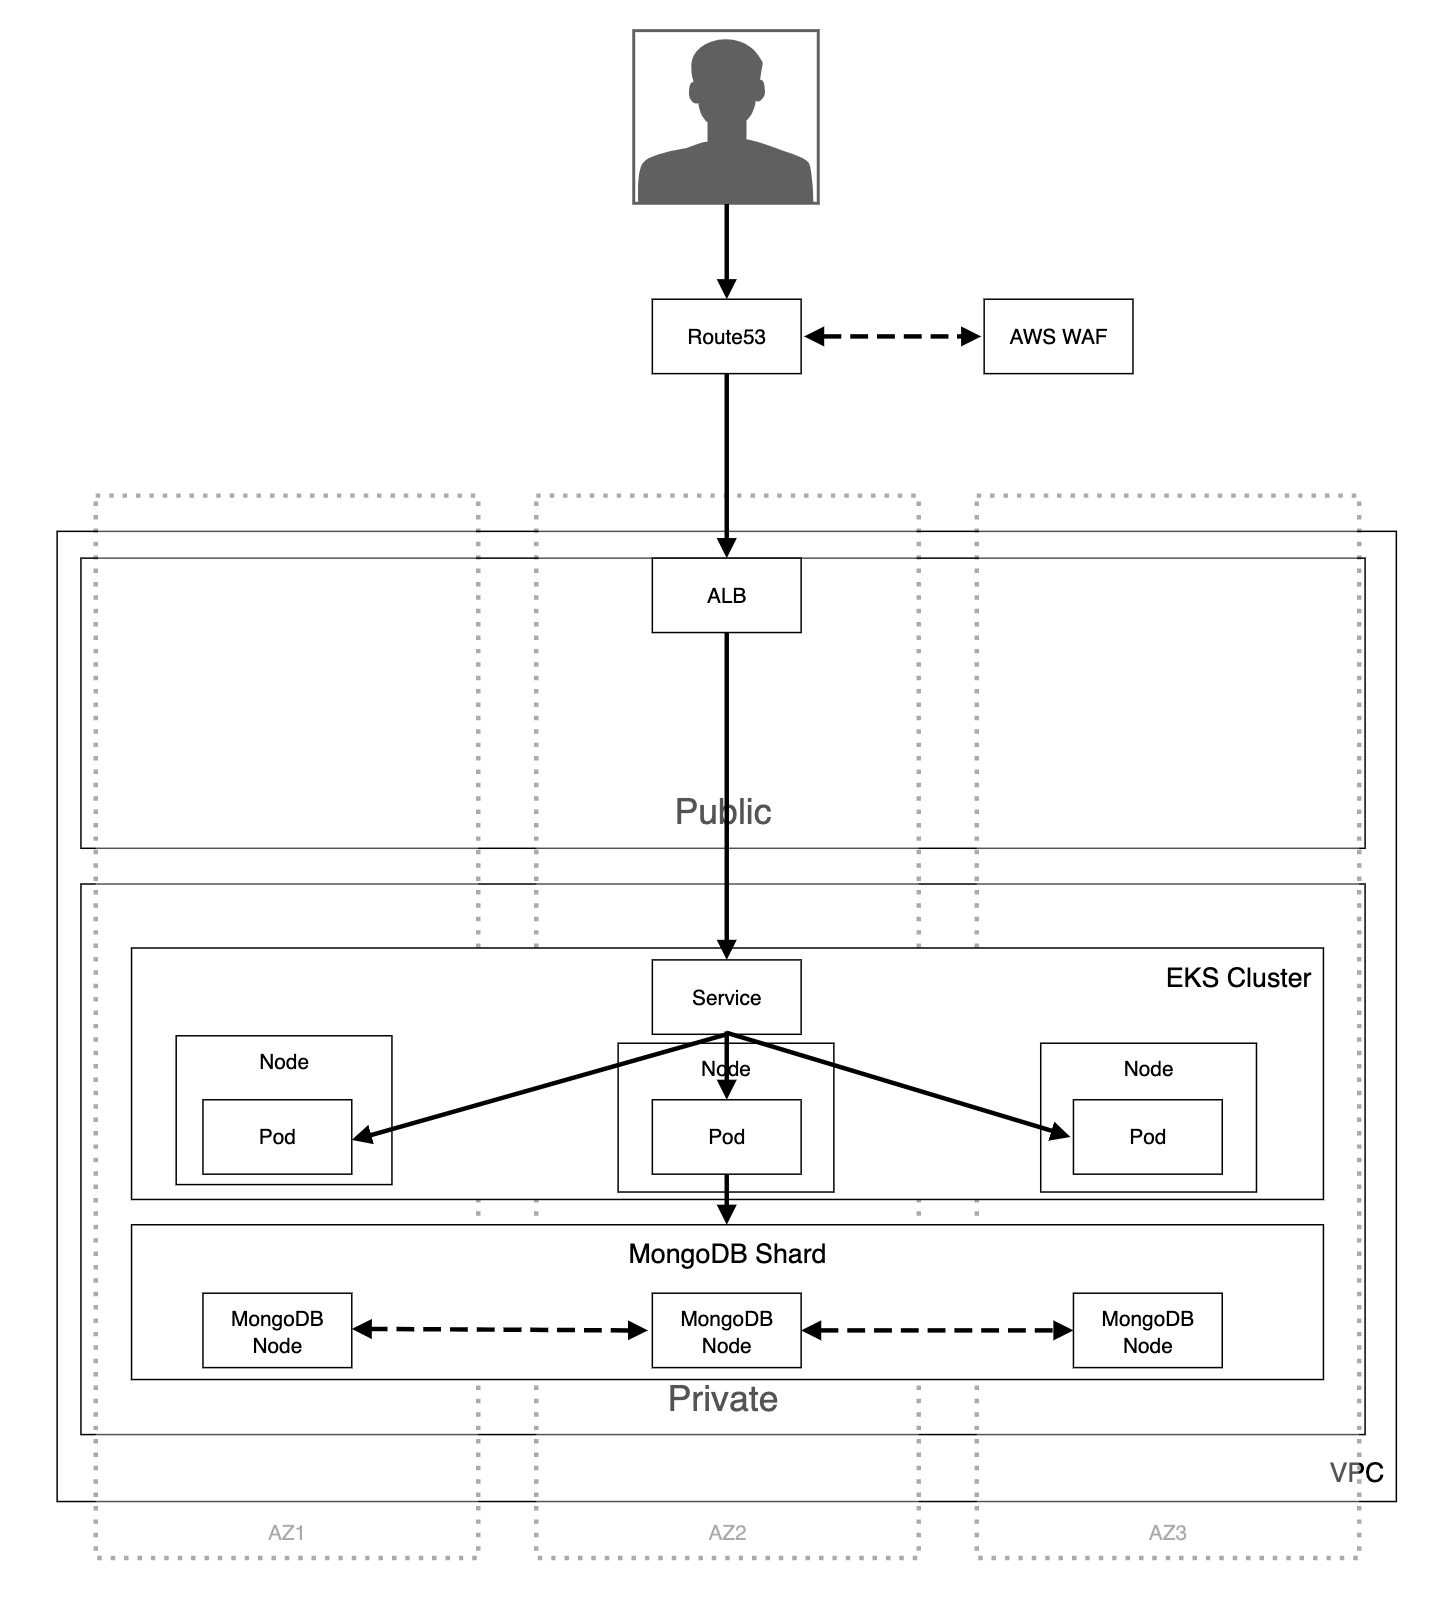 Route53
AWS WAF
ALB
Public
Service
EKS Cluster
Node
Node
Node
Pod
Pod
Pod
MongoDB Shard
MongoDB
Node
MongoDB
Node
MongoDB
Node
Private
VPC
AZ1
AZ2
AZ3